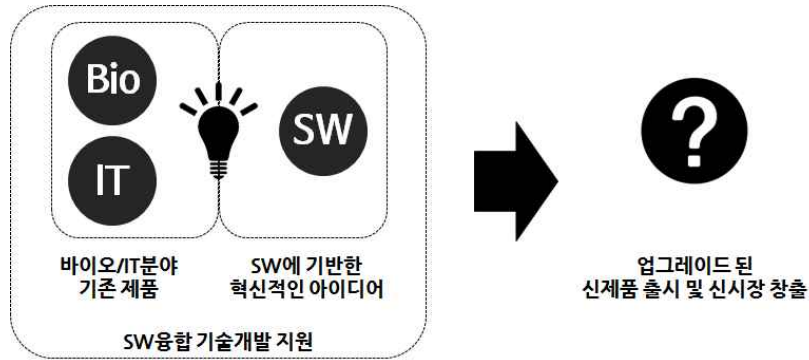 Bio
IT
SW
?
바이오/IT분야
기존 제품
SW에 기반한
혁신적인 아이디어
SW융합 기술개발 지원
업그레이드 된
신제품 출시 및 신시장 창출